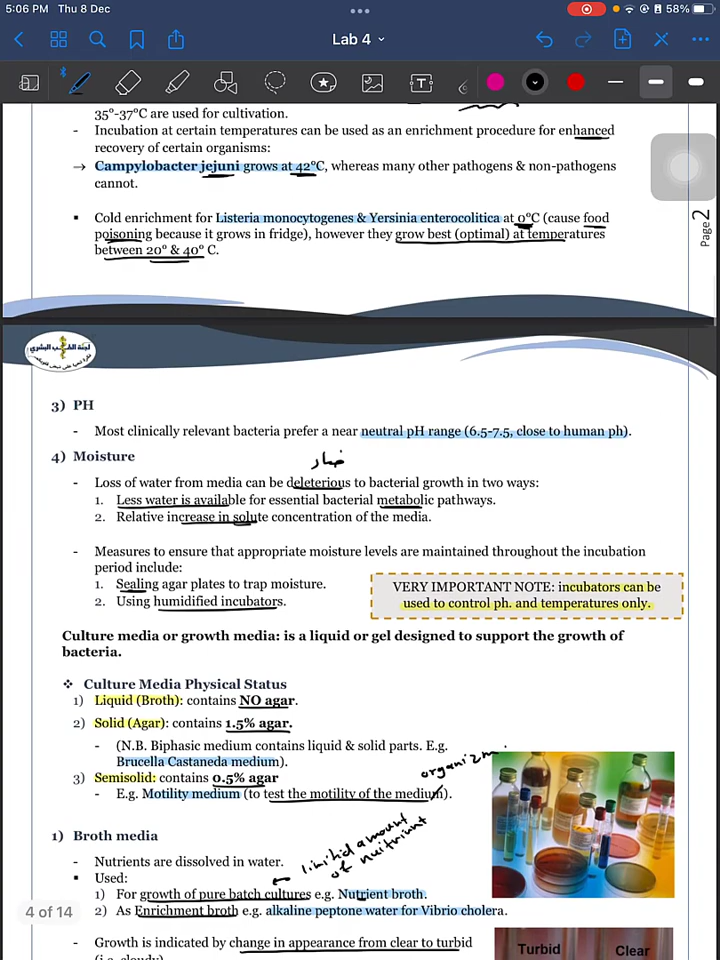 5:06 PM Thu 8 Dec
58%
Lab 4
35°-37°C are used for cultivation.
- Incubation at certain temperatures can be used as an enrichment procedure for enhanced
recovery of certain organisms:
→ Campylobacter jejuni grows at 42°C, whereas many other pathogens & non-pathogens
cannot.
▪ Cold enrichment for Listeria monocytogenes & Yersinia enterocolitica at 0°C (cause food
poisoning because it grows in fridge), however they grow best (optimal) at temperatures
between 20° & 40° C.
Page 2
3) PH
- Most clinically relevant bacteria prefer a near neutral pH range (6.5-7.5, close to human ph).
4) Moisture
ضار
- Loss of water from media can be deleterious to bacterial growth in two ways:
1. Less water is available for essential bacterial metabolic pathways.
2. Relative increase in solute concentration of the media.
- Measures to ensure that appropriate moisture levels are maintained throughout the incubation
period include:
1. Sealing agar plates to trap moisture.
2. Using humidified incubators.
VERY IMPORTANT NOTE: incubators can be
used to control ph. and temperatures only.
Culture media or growth media: is a liquid or gel designed to support the growth of
bacteria.
❖ Culture Media Physical Status
1) Liquid (Broth): contains NO agar.
2) Solid (Agar): contains 1.5% agar.
- (N.B. Biphasic medium contains liquid & solid parts. E.g.
Brucella Castaneda medium).
3) Semisolid: contains 0.5% agar
organizm.
- E.g. Motility medium (to test the motility of the medium).
1) Broth media
limitid amount
of nuitriunt
- Nutrients are dissolved in water.
▪ Used:
1) For growth of pure batch cultures e.g. Nutrient broth.
2) As Enrichment broth e.g. alkaline peptone water for Vibrio cholera.
4 of 14
- Growth is indicated by change in appearance from clear to turbid
(i.e. cloudy)
Turbid Clear